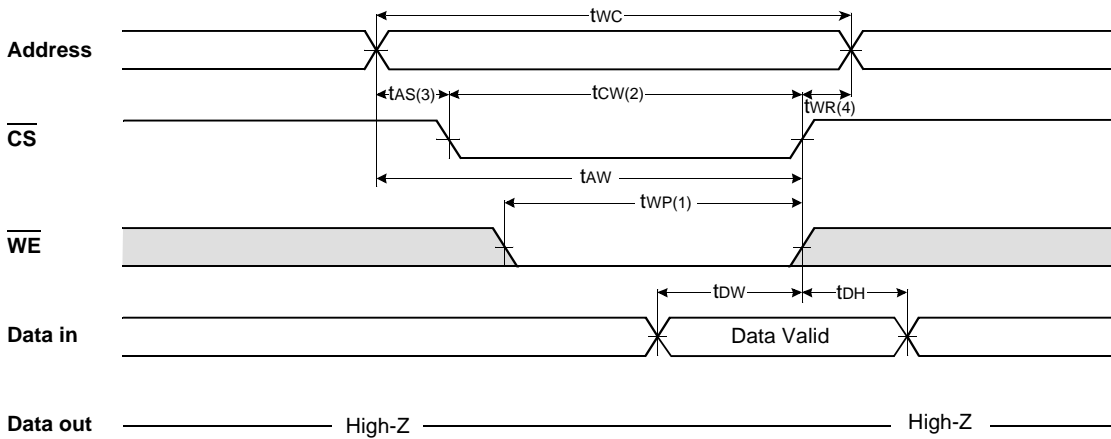 tWC
Address
tAS(3)
tCW(2)
tWR(4)
CS
tAW
tWP(1)
WE
tDW
tDH
Data in
Data Valid
Data out
High-Z
High-Z